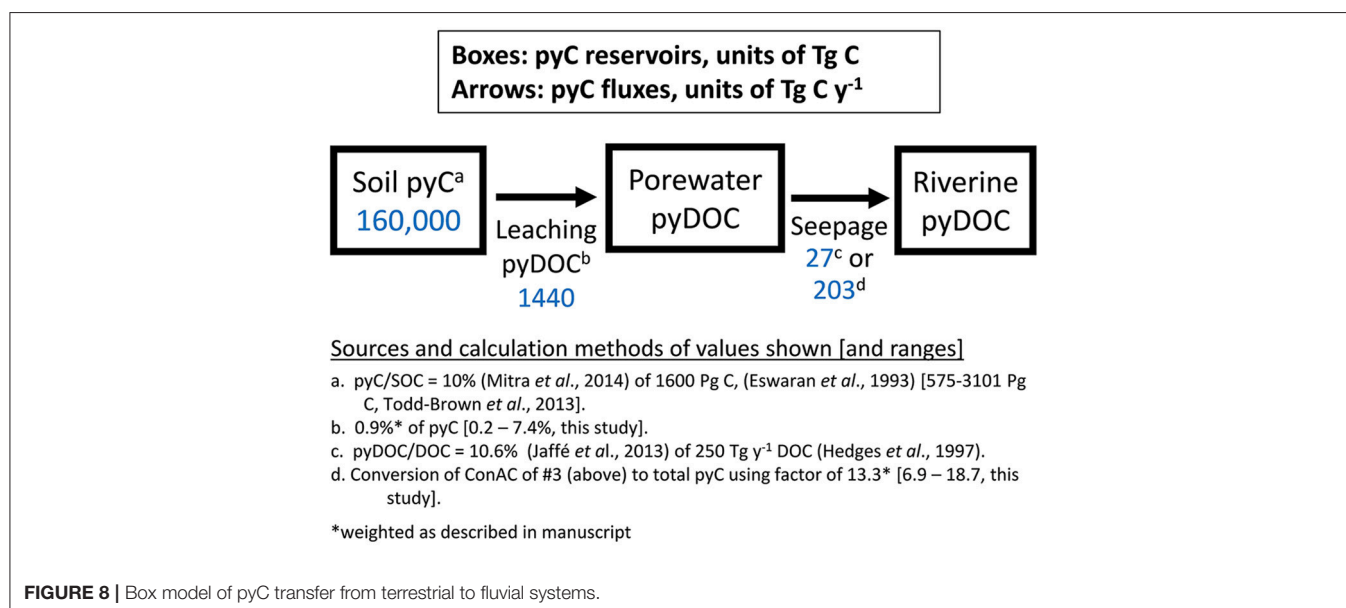 Boxes: pyC reservoirs, units of Tg C
Arrows: pyC fluxes, units of Tg C y⁻¹
Soil pyCᵃ
160,000
Leaching
pyDOCᵇ
1440
Porewater
pyDOC
Seepage
27ᶜ or
203ᵈ
Riverine
pyDOC
Sources and calculation methods of values shown [and ranges]
a. pyC/SOC = 10% (Mitra et al., 2014) of 1600 Pg C, (Eswaran et al., 1993) [575-3101 Pg
C, Todd-Brown et al., 2013].
b. 0.9%* of pyC [0.2 – 7.4%, this study].
c. pyDOC/DOC = 10.6% (Jaffé et al., 2013) of 250 Tg y⁻¹ DOC (Hedges et al., 1997).
d. Conversion of ConAC of #3 (above) to total pyC using factor of 13.3* [6.9 – 18.7, this
study].
*weighted as described in manuscript
FIGURE 8 | Box model of pyC transfer from terrestrial to fluvial systems.